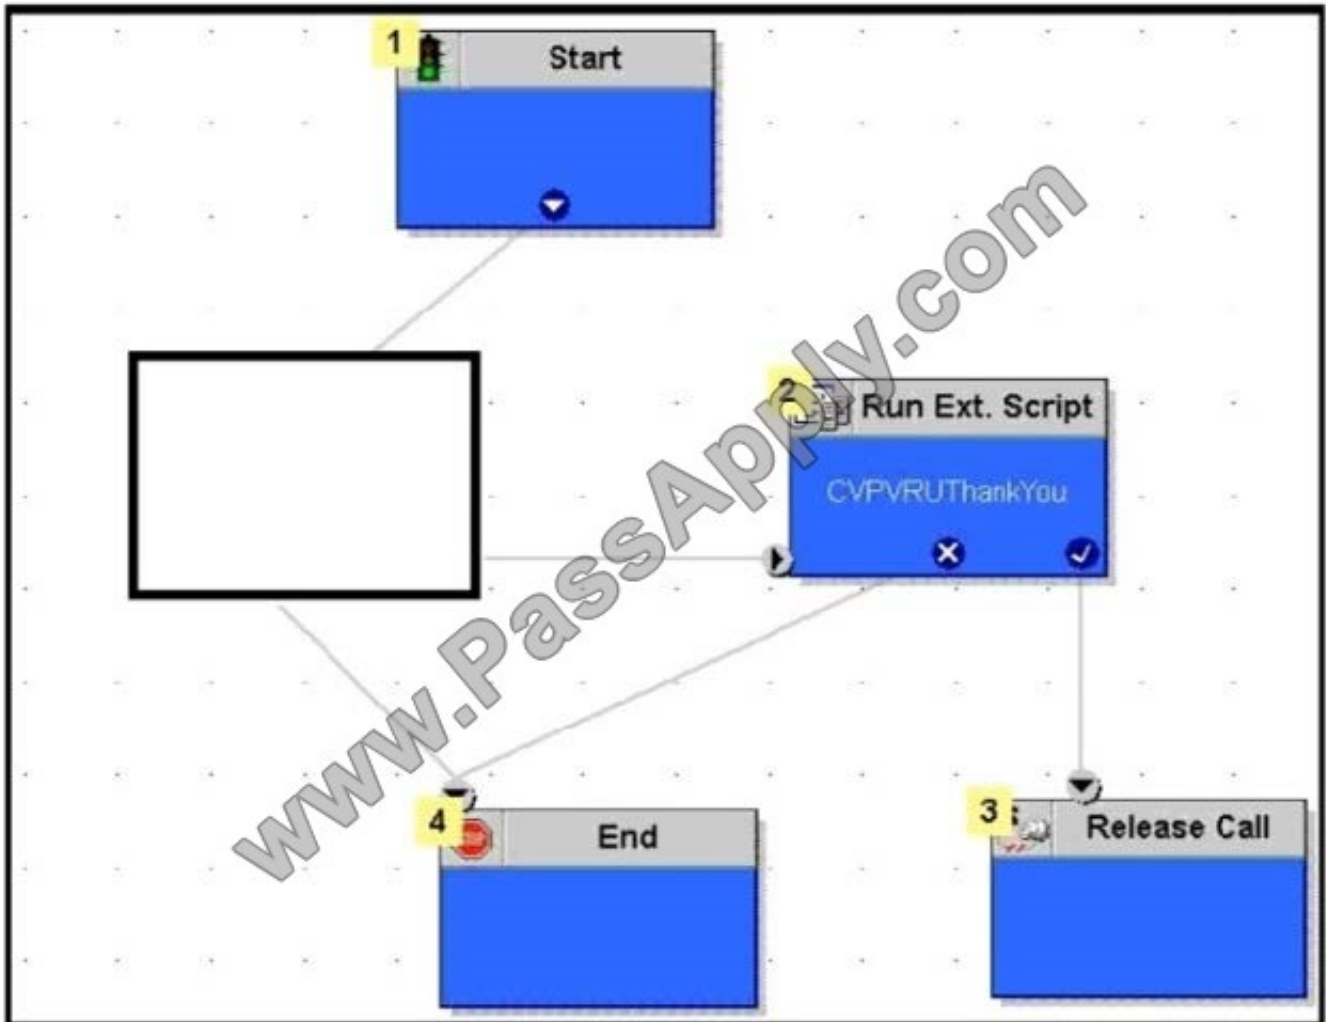 1
Start
2
Run Ext. Script
CVPVRUThankYou
www.PassApply.com
4
End
3
Release Call